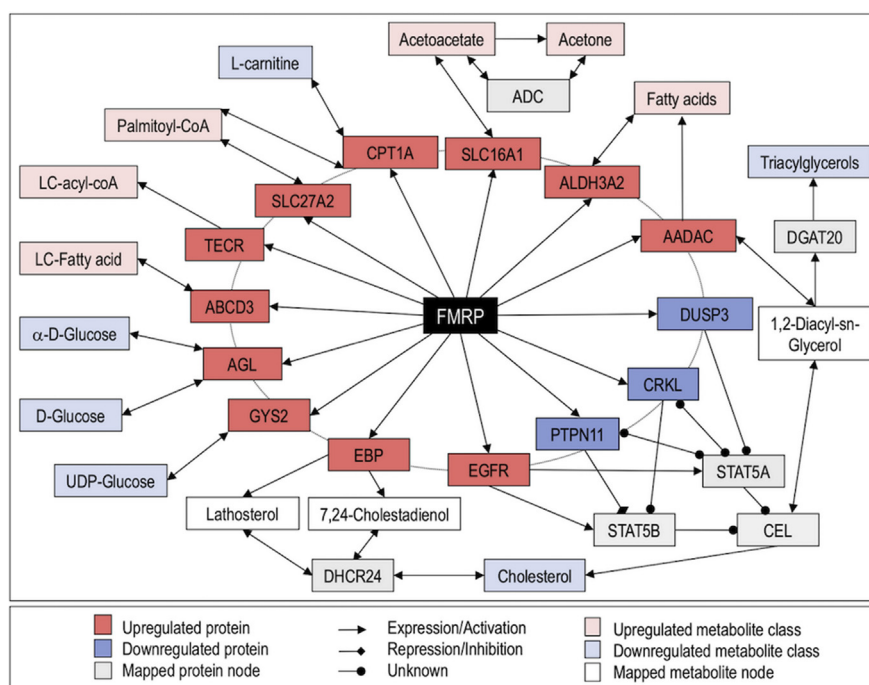 Acetoacetate
Acetone
L-carnitine
ADC
Fatty acids
Palmitoyl-CoA
CPT1A
SLC16A1
Triacylglycerols
LC-acyl-coA
SLC27A2
ALDH3A2
TECR
AADAC
DGAT20
LC-Fatty acid
ABCD3
FMRP
DUSP3
1,2-Diacyl-sn-
Glycerol
α-D-Glucose
AGL
CRKL
D-Glucose
GYS2
PTPN11
EBP
EGFR
STAT5A
UDP-Glucose
Lathosterol
7,24-Cholestadienol
STAT5B
CEL
DHCR24
Cholesterol
Upregulated protein
Expression/Activation
Upregulated metabolite class
Downregulated protein
Repression/Inhibition
Downregulated metabolite class
Mapped protein node
Unknown
Mapped metabolite node